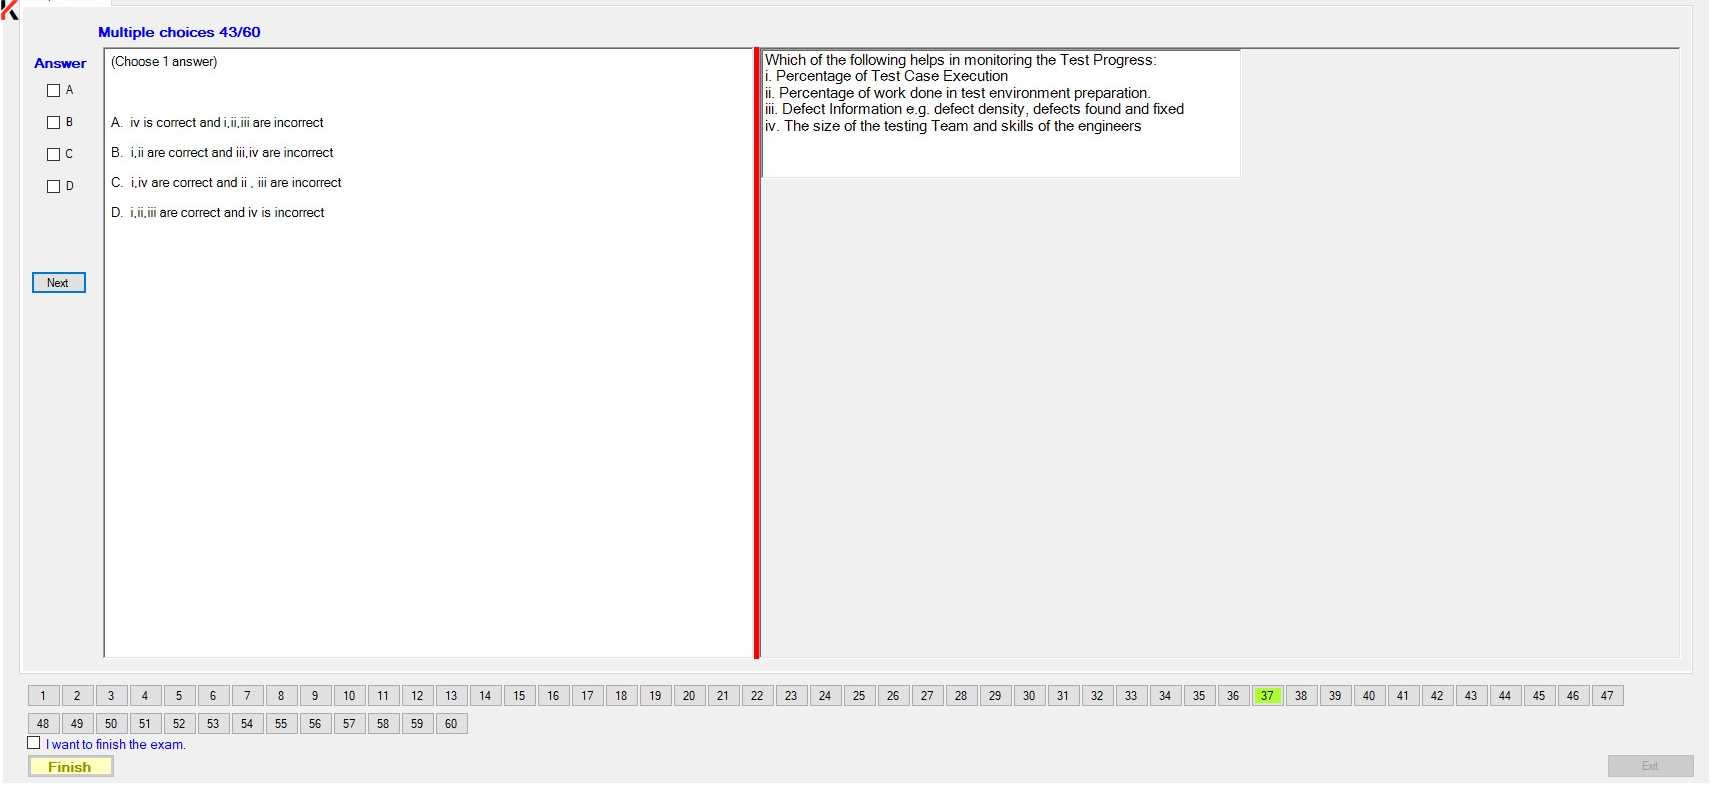 Multiple choices 43/60
Answer
A
B
C
D
Next
(Choose 1 answer)
A. iv is correct and i,ii,iii are incorrect
B. i,ii are correct and iii,iv are incorrect
C. i,iv are correct and ii , iii are incorrect
D. i,ii,iii are correct and iv is incorrect
Which of the following helps in monitoring the Test Progress:
i. Percentage of Test Case Execution
ii. Percentage of work done in test environment preparation.
iii. Defect Information e.g. defect density, defects found and fixed
iv. The size of the testing Team and skills of the engineers
1 2 3 4 5 6 7 8 9 10 11 12 13 14 15 16 17 18 19 20 21 22 23 24 25 26 27 28 29 30 31 32 33 34 35 36 37 38 39 40 41 42 43 44 45 46 47
48 49 50 51 52 53 54 55 56 57 58 59 60
I want to finish the exam.
Finish
Exit